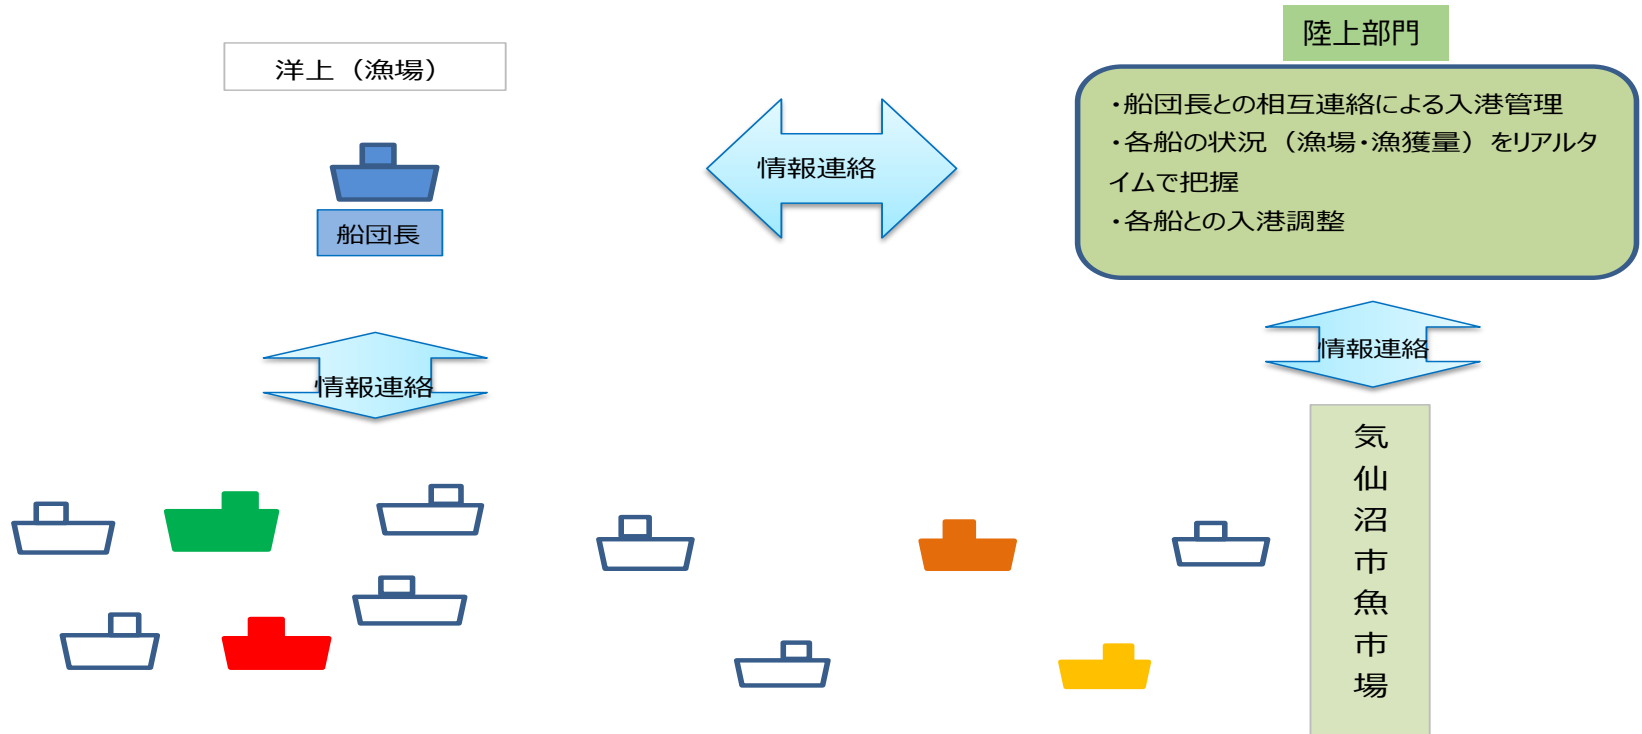 陸上部門
洋上（漁場）
・船団長との相互連絡による入港管理
・各船の状況（漁場・漁獲量）をリアルタ
イムで把握
・各船との入港調整
情報連絡
船団長
情報連絡
情報連絡
気仙沼市魚市場